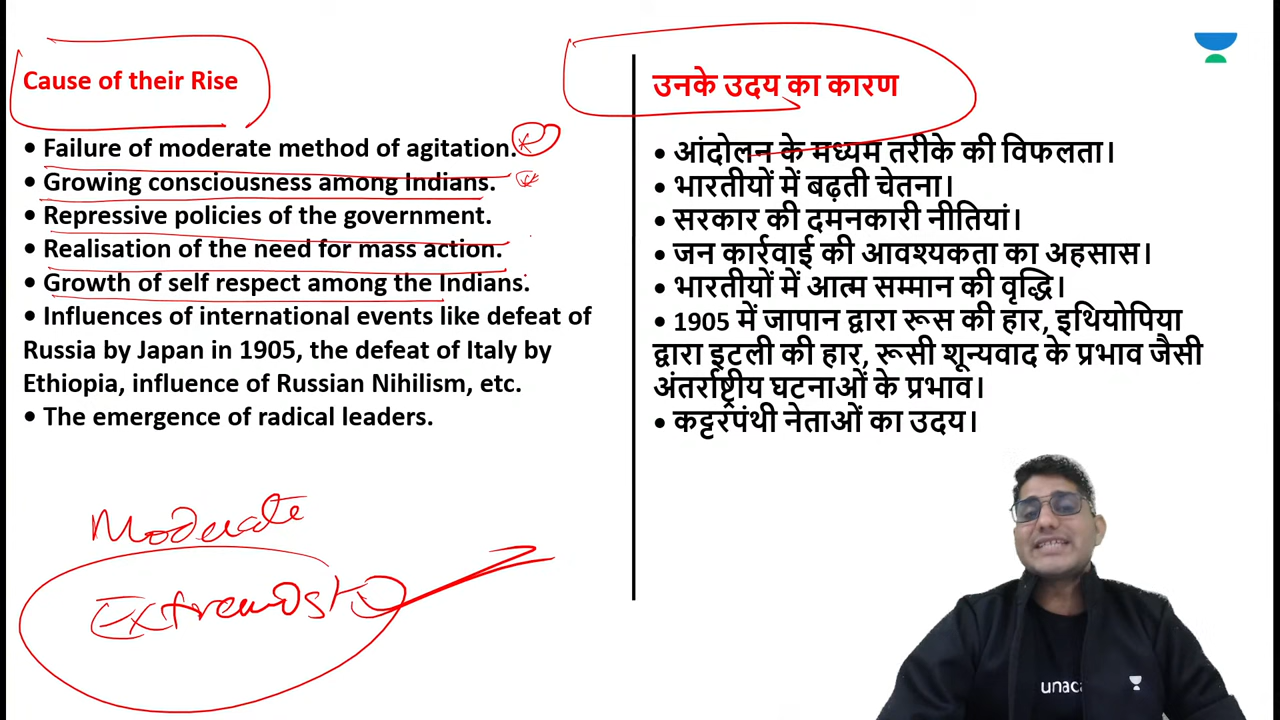 Cause of their Rise
• Failure of moderate method of agitation.
• Growing consciousness among Indians.
• Repressive policies of the government.
• Realisation of the need for mass action.
• Growth of self respect among the Indians.
• Influences of international events like defeat of
Russia by Japan in 1905, the defeat of Italy by
Ethiopia, influence of Russian Nihilism, etc.
• The emergence of radical leaders.
Moderate
उनके उदय का कारण
• आंदोलन के मध्यम तरीके की विफलता।
• भारतीयों में बढ़ती चेतना।
• सरकार की दमनकारी नीतियां।
• जन कार्रवाई की आवश्यकता का अहसास।
• भारतीयों में आत्म सम्मान की वृद्धि।
• 1905 में जापान द्वारा रूस की हार, इथियोपिया
द्वारा इटली की हार, रूसी शून्यवाद के प्रभाव जैसी
अंतर्राष्ट्रीय घटनाओं के प्रभाव।
• कट्टरपंथी नेताओं का उदय।